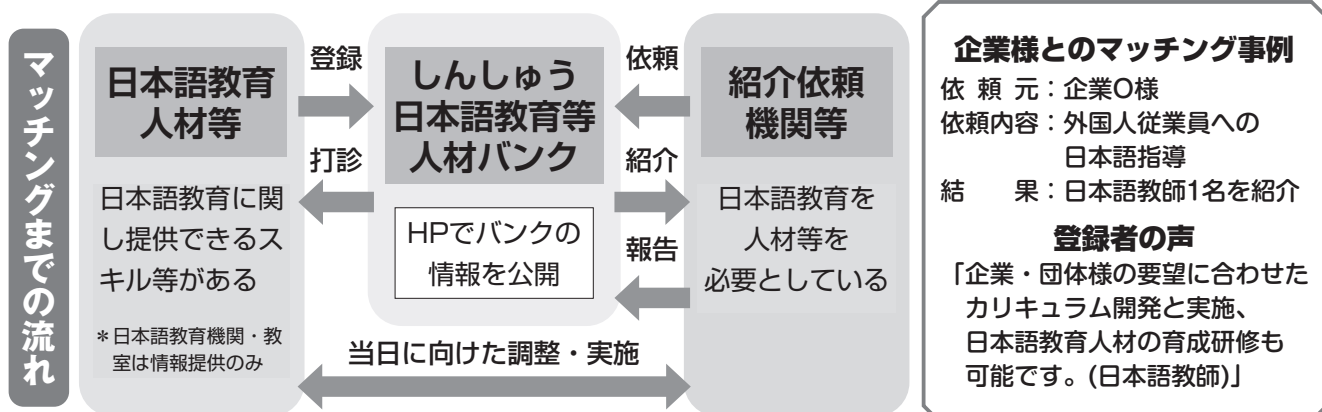 マッチングまでの流れ
日本語教育
人材等
日本語教育に関
し提供できるス
キル等がある
*日本語教育機関・教
室は情報提供のみ
登録
打診
しんしゅう
日本語教育等
人材バンク
HPでバンクの
情報を公開
依頼
紹介
報告
紹介依頼
機関等
日本語教育を
人材等を
必要としている
当日に向けた調整・実施
企業様とのマッチング事例
依頼元：企業O様
依頼内容：外国人従業員への
日本語指導
結　　果：日本語教師1名を紹介
登録者の声
「企業・団体様の要望に合わせた
カリキュラム開発と実施、
日本語教育人材の育成研修も
可能です。(日本語教師)」